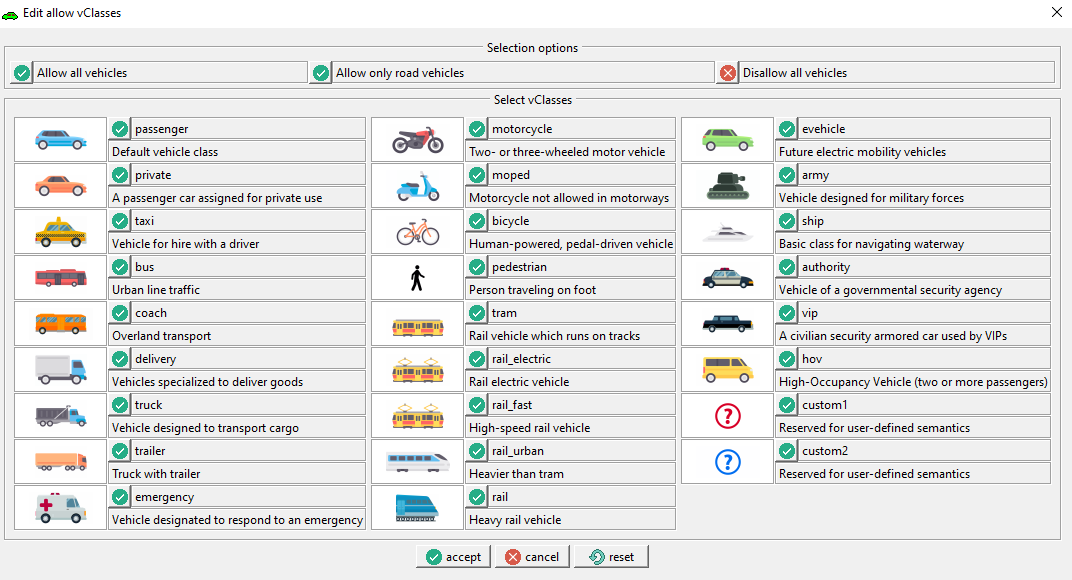 Edit allow vClasses
Selection options
Allow all vehicles
Allow only road vehicles
Disallow all vehicles
Select vClasses
passenger
Default vehicle class
private
A passenger car assigned for private use
taxi
Vehicle for hire with a driver
bus
Urban line traffic
coach
Overland transport
delivery
Vehicles specialized to deliver goods
truck
Vehicle designed to transport cargo
trailer
Truck with trailer
emergency
Vehicle designated to respond to an emergency
motorcycle
Two- or three-wheeled motor vehicle
moped
Motorcycle not allowed in motorways
bicycle
Human-powered, pedal-driven vehicle
pedestrian
Person traveling on foot
tram
Rail vehicle which runs on tracks
rail_electric
Rail electric vehicle
rail_fast
High-speed rail vehicle
rail_urban
Heavier than tram
rail
Heavy rail vehicle
evehicle
Future electric mobility vehicles
army
Vehicle designed for military forces
ship
Basic class for navigating waterway
authority
Vehicle of a governmental security agency
vip
A civilian security armored car used by VIPs
hov
High-Occupancy Vehicle (two or more passengers)
?
custom1
Reserved for user-defined semantics
?
custom2
Reserved for user-defined semantics
accept
cancel
reset